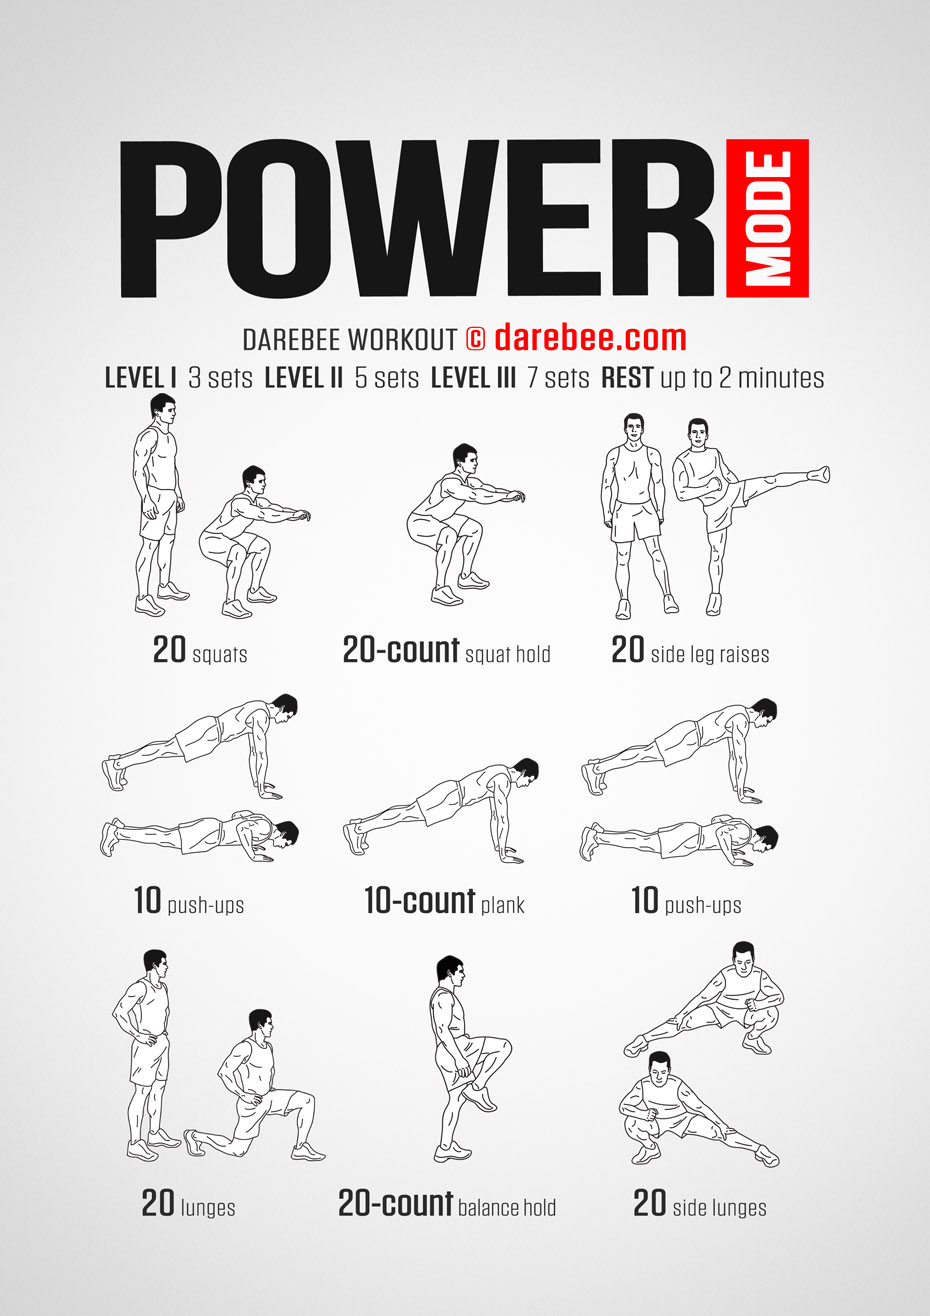 POWER MODE
DAREBEE WORKOUT © darebee.com
LEVEL I 3 sets LEVEL II 5 sets LEVEL III 7 sets REST up to 2 minutes
20 squats
20-count squat hold
20 side leg raises
10 push-ups
10-count plank
10 push-ups
20 lunges
20-count balance hold
20 side lunges